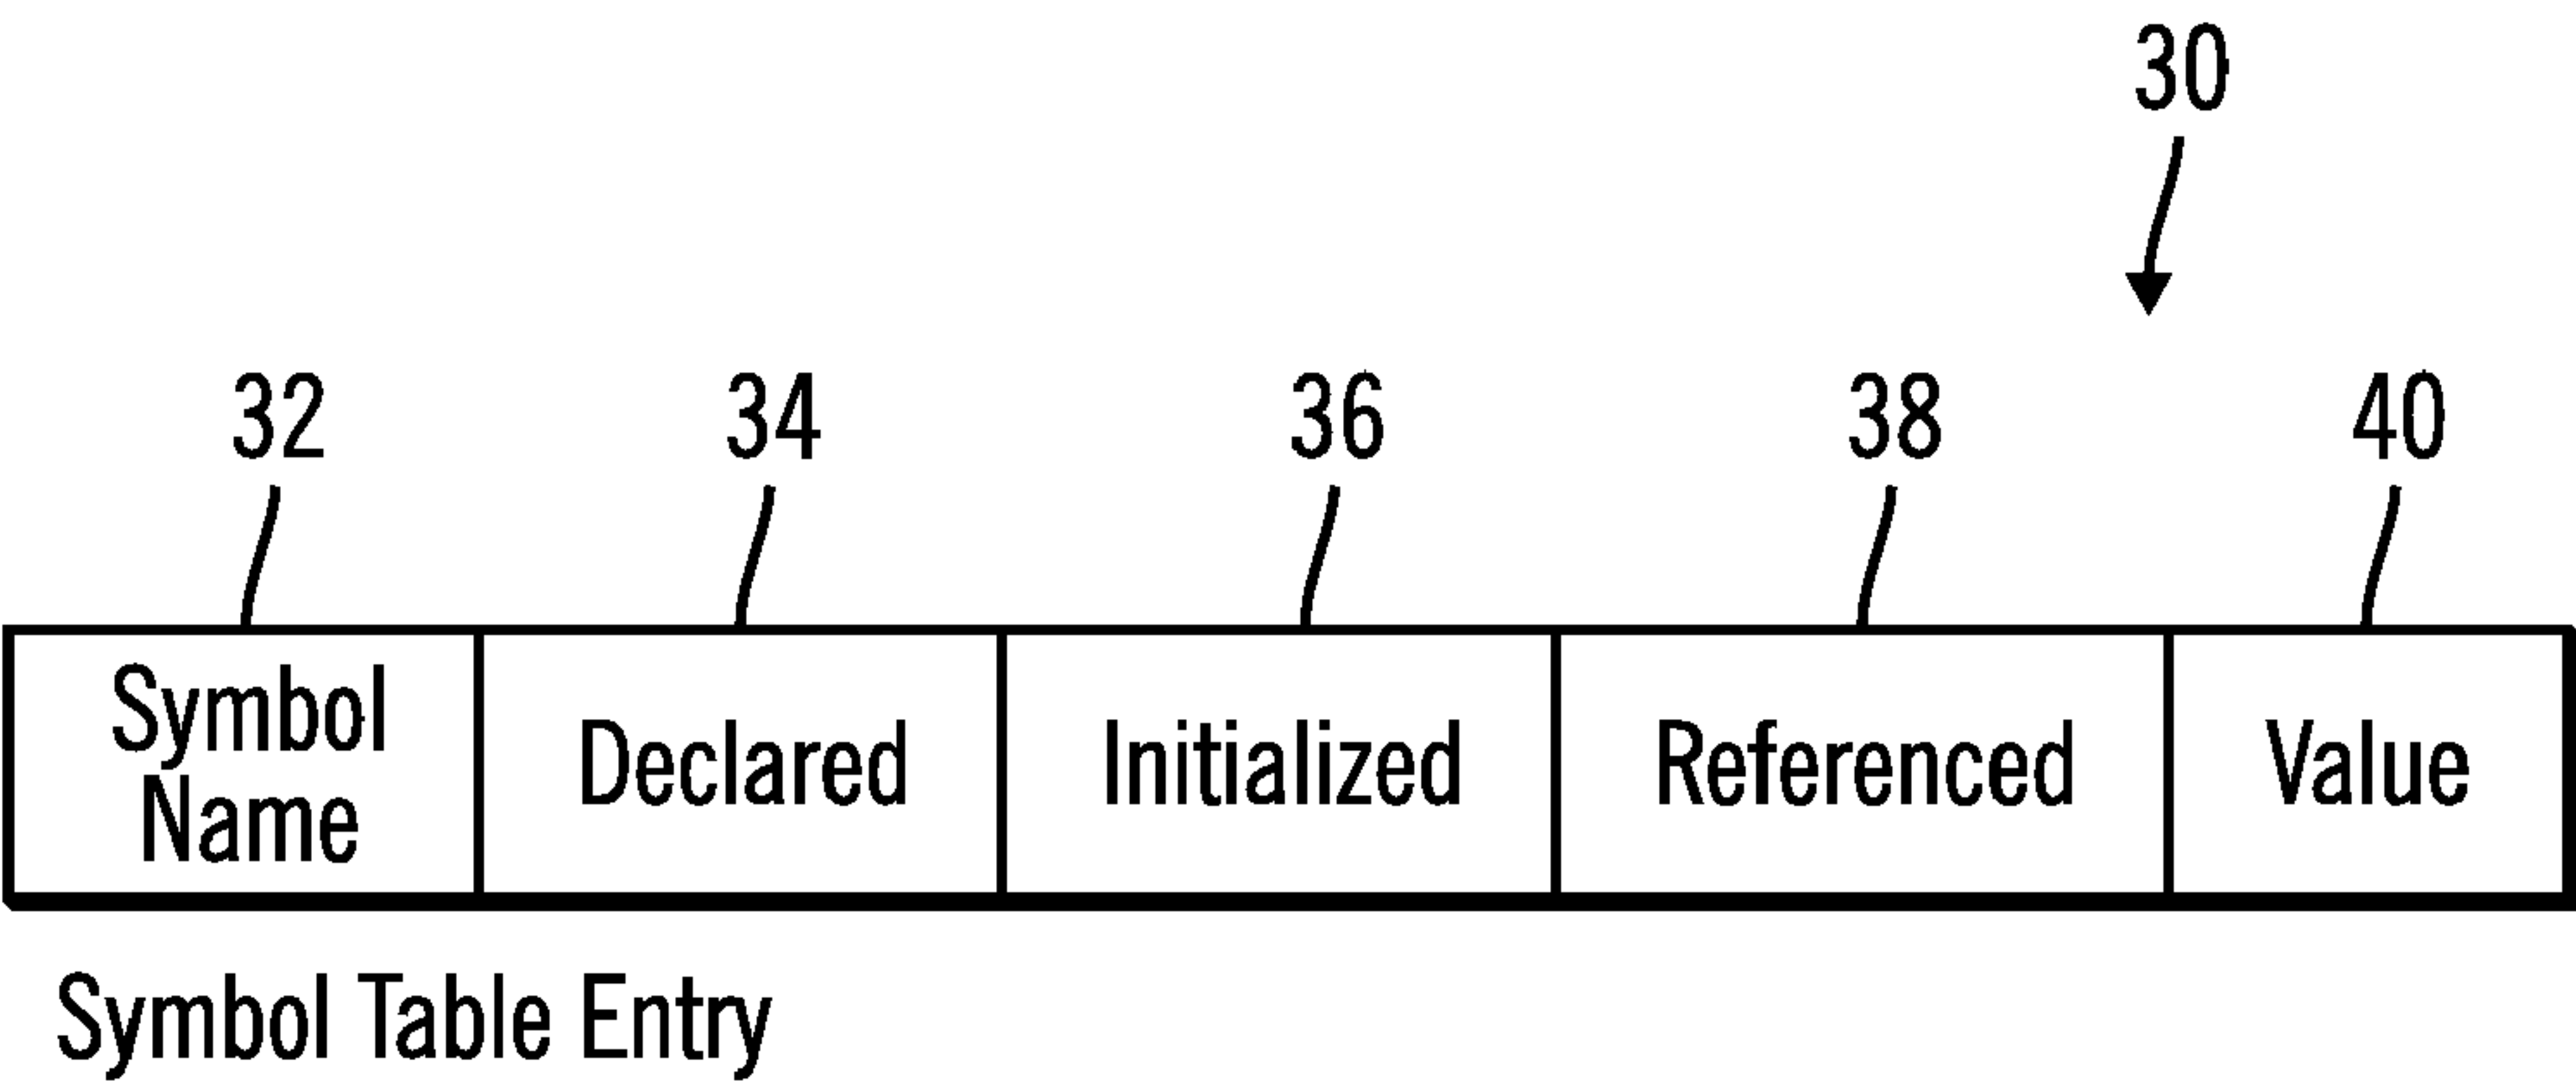 30
32 34 36 38 40
Symbol
Name
Declared Initialized Referenced Value
Symbol Table Entry